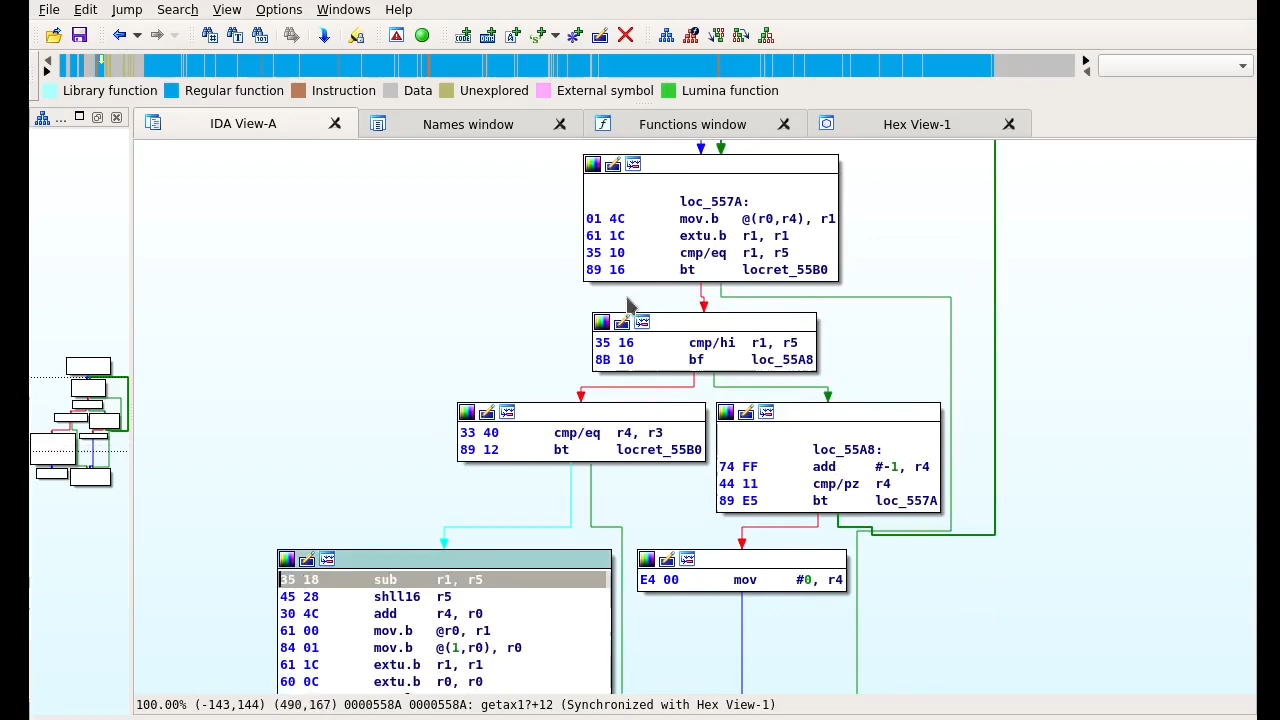 File Edit Jump Search View Options Windows Help
Library function Regular function Instruction Data Unexplored External symbol Lumina function
... IDA View-A Names window Functions window Hex View-1
loc_557A:
01 4C mov.b @(r0,r4), r1
61 1C extu.b r1, r1
35 10 cmp/eq r1, r5
89 16 bt locret_55B0
35 16 cmp/hi r1, r5
8B 10 bf loc_55A8
33 40 cmp/eq r4, r3
89 12 bt locret_55B0
loc_55A8:
74 FF add #-1, r4
44 11 cmp/pz r4
89 E5 bt loc_557A
35 18 sub r1, r5
45 28 shll16 r5
30 4C add r4, r0
61 00 mov.b @r0, r1
84 01 mov.b @(1,r0), r0
61 1C extu.b r1, r1
60 0C extu.b r0, r0
E4 00 mov #0, r4
100.00% (-143,144) (490,167) 0000558A 0000558A: getax1?+12 (Synchronized with Hex View-1)